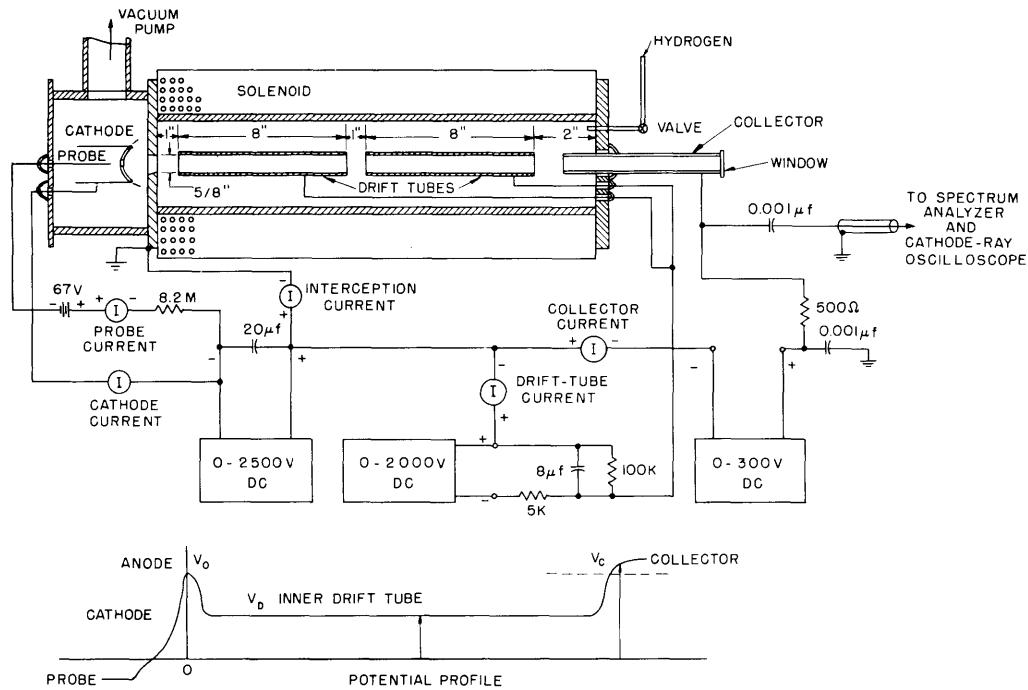 VACUUM
PUMP
HYDROGEN
SOLENOID
CATHODE
1"
8"
1"
8"
2"
VALVE
COLLECTOR
PROBE
WINDOW
5/8"
DRIFT TUBES
0.001μf
TO SPECTRUM
ANALYZER
AND
CATHODE-RAY
OSCILLOSCOPE
67V
- +
+ I -
8.2M
PROBE
CURRENT
-
I
+
INTERCEPTION
CURRENT
COLLECTOR
CURRENT
500Ω
0.001μf
20μf
- +
+ I -
- +
I
CATHODE
CURRENT
-
I
+
DRIFT-TUBE
CURRENT
0-2500V
DC
0-2000V
DC
+
-
8μf
100K
5K
0-300V
DC
ANODE
V₀
V_C
COLLECTOR
CATHODE
V_D INNER DRIFT TUBE
PROBE
0
POTENTIAL PROFILE